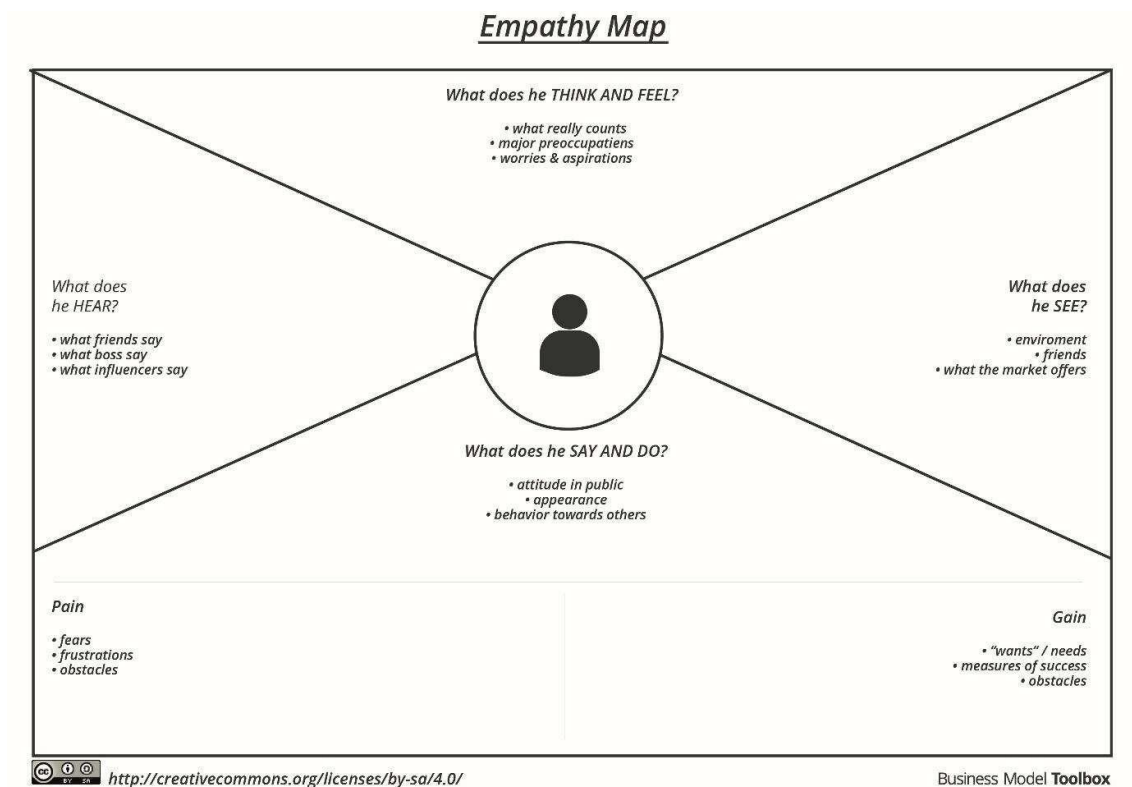 Empathy Map
What does he THINK AND FEEL?
• what really counts
• major preoccupatiens
• worries & aspirations
What does
he HEAR?
• what friends say
• what boss say
• what influencers say
What does
he SEE?
• enviroment
• friends
• what the market offers
What does he SAY AND DO?
• attitude in public
• appearance
• behavior towards others
Pain
• fears
• frustrations
• obstacles
Gain
• “wants“ / needs
• measures of success
• obstacles
cc BY SA
http://creativecommons.org/licenses/by-sa/4.0/
Business Model Toolbox